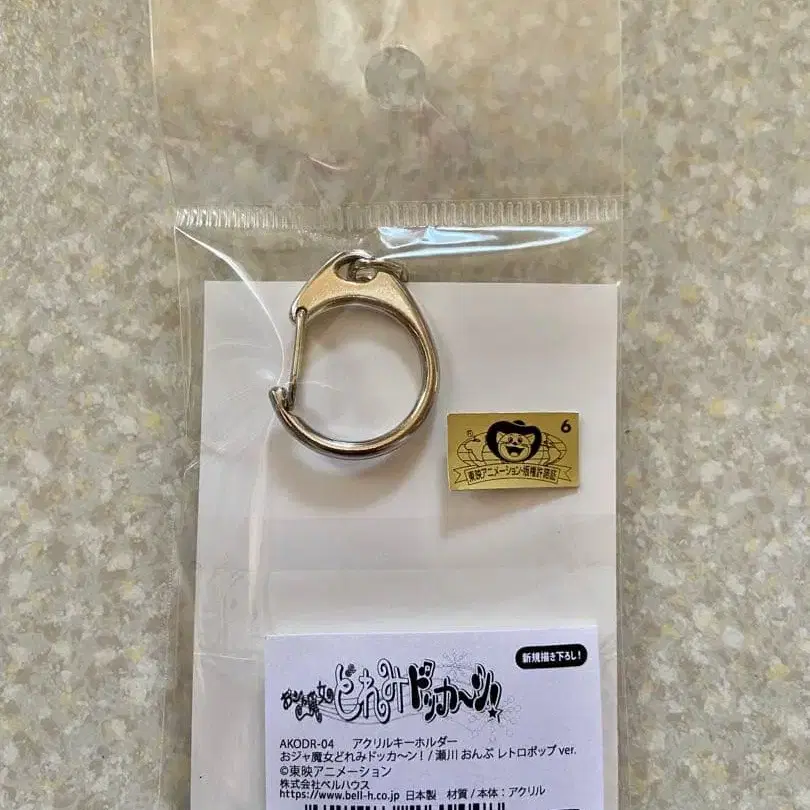 6
東映アニメーション・版権許諾証
新規描き下ろし!
おジャ魔女どれみドッカ〜ン!
AKODR-04 アクリルキーホルダー
おジャ魔女どれみドッカ〜ン! / 瀬川 おんぷ レトロポップ ver.
©東映アニメーション
株式会社ベルハウス
https://www.bell-h.co.jp 日本製 材質 / 本体:アクリル